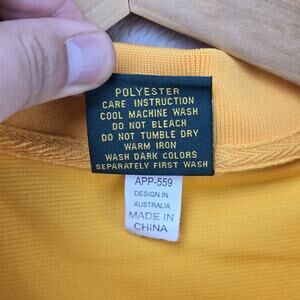 POLYESTER
CARE INSTRUCTION
COOL MACHINE WASH
DO NOT BLEACH
DO NOT TUMBLE DRY
WARM IRON
WASH DARK COLORS
SEPARATELY FIRST WASH
APP-559
DESIGN IN
AUSTRALIA
MADE IN
CHINA